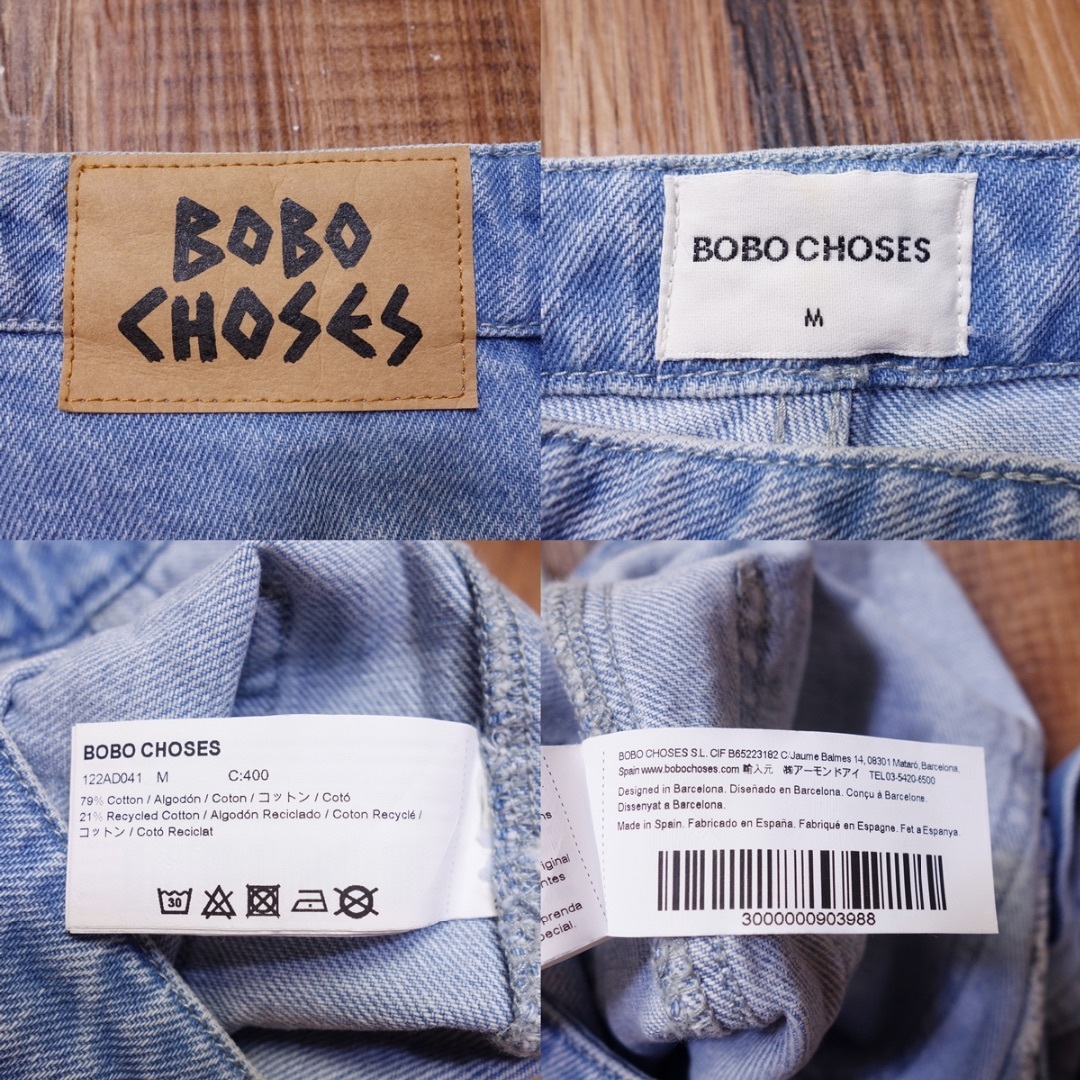 BOBO
CHOSES
BOBO CHOSES
M
BOBO CHOSES
122AD041 M C:400
79% Cotton / Algodón / Coton / コットン / Cotó
21% Recycled Cotton / Algodón Reciclado / Coton Recyclé /
コットン / Cotó Reciclat
30
BOBO CHOSES S.L. CIF B65223182 C/Jaume Balmes 14, 08301 Mataró, Barcelona,
Spain www.bobochoses.com 輸入元 ㈱アーモンドアイ TEL03-5420-6500
Designed in Barcelona. Diseñado en Barcelona. Conçu à Barcelone.
Dissenyat a Barcelona.
Made in Spain. Fabricado en España. Fabriqué en Espagne. Fet a Espanya.
3000000903988